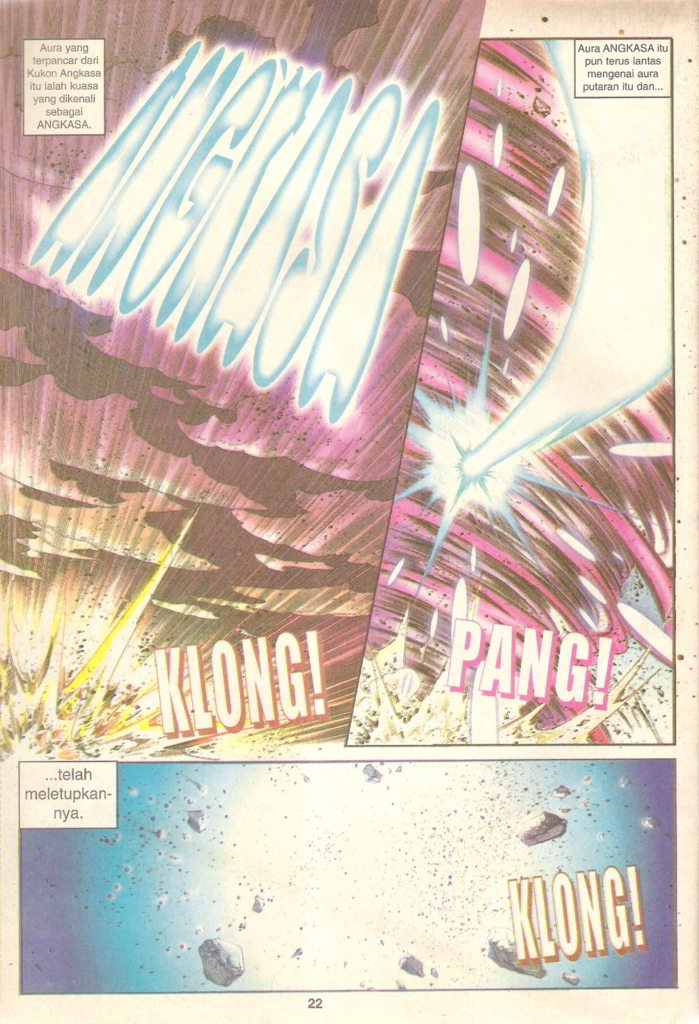 Aura yang
terpancar dari
Kukon Angkasa
itu ialah kuasa
yang dikenali
sebagai
ANGKASA.
ANGKASA
KLONG!
Aura ANGKASA itu
pun terus lantas
mengenai aura
putaran itu dan...
PANG!
...telah
meletupkan-
nya.
KLONG!
22